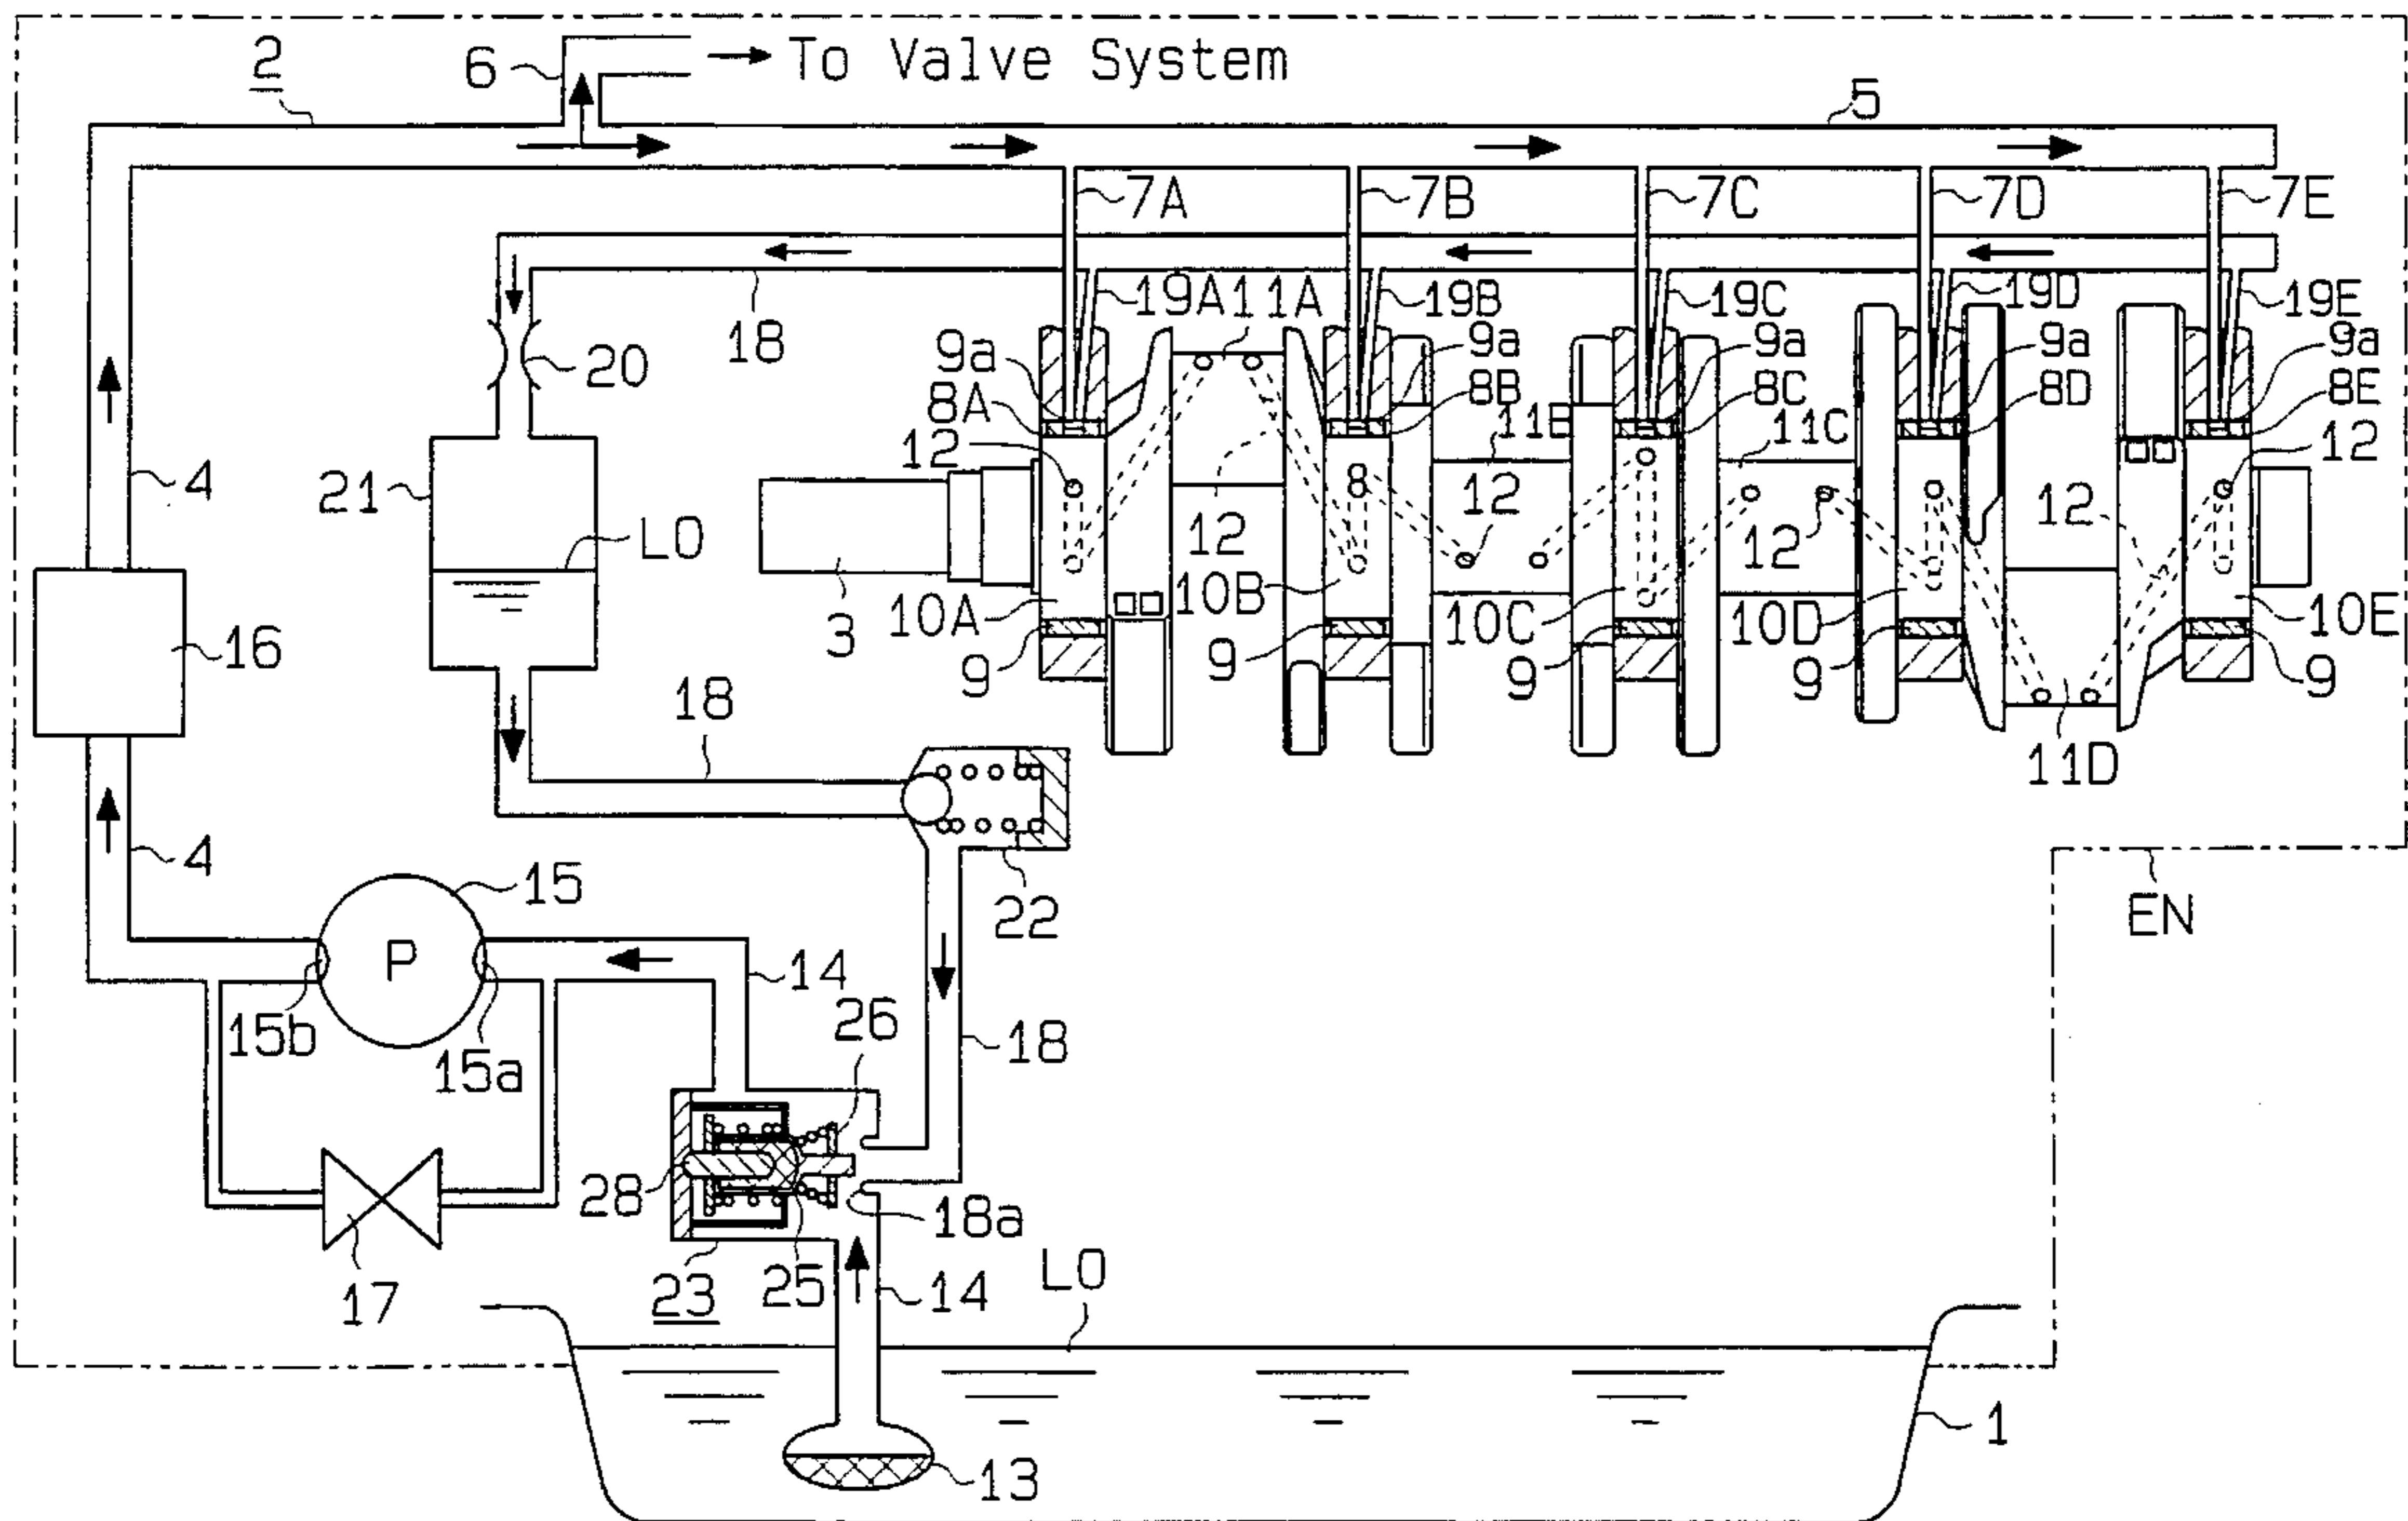 2
6
To Valve System
5
7A
7B
7C
7D
7E
18
20
19A
11A
19B
19C
19D
19E
9a
9a
9a
9a
9a
8A
8B
8C
8D
8E
12
11B
11C
12
4
21
LO
8
12
12
12
12
16
3
10A
10B
10C
10D
10E
9
9
9
9
9
18
11D
4
15
22
EN
P
14
26
15b
15a
18
28
18a
17
23
25
14
LO
1
13